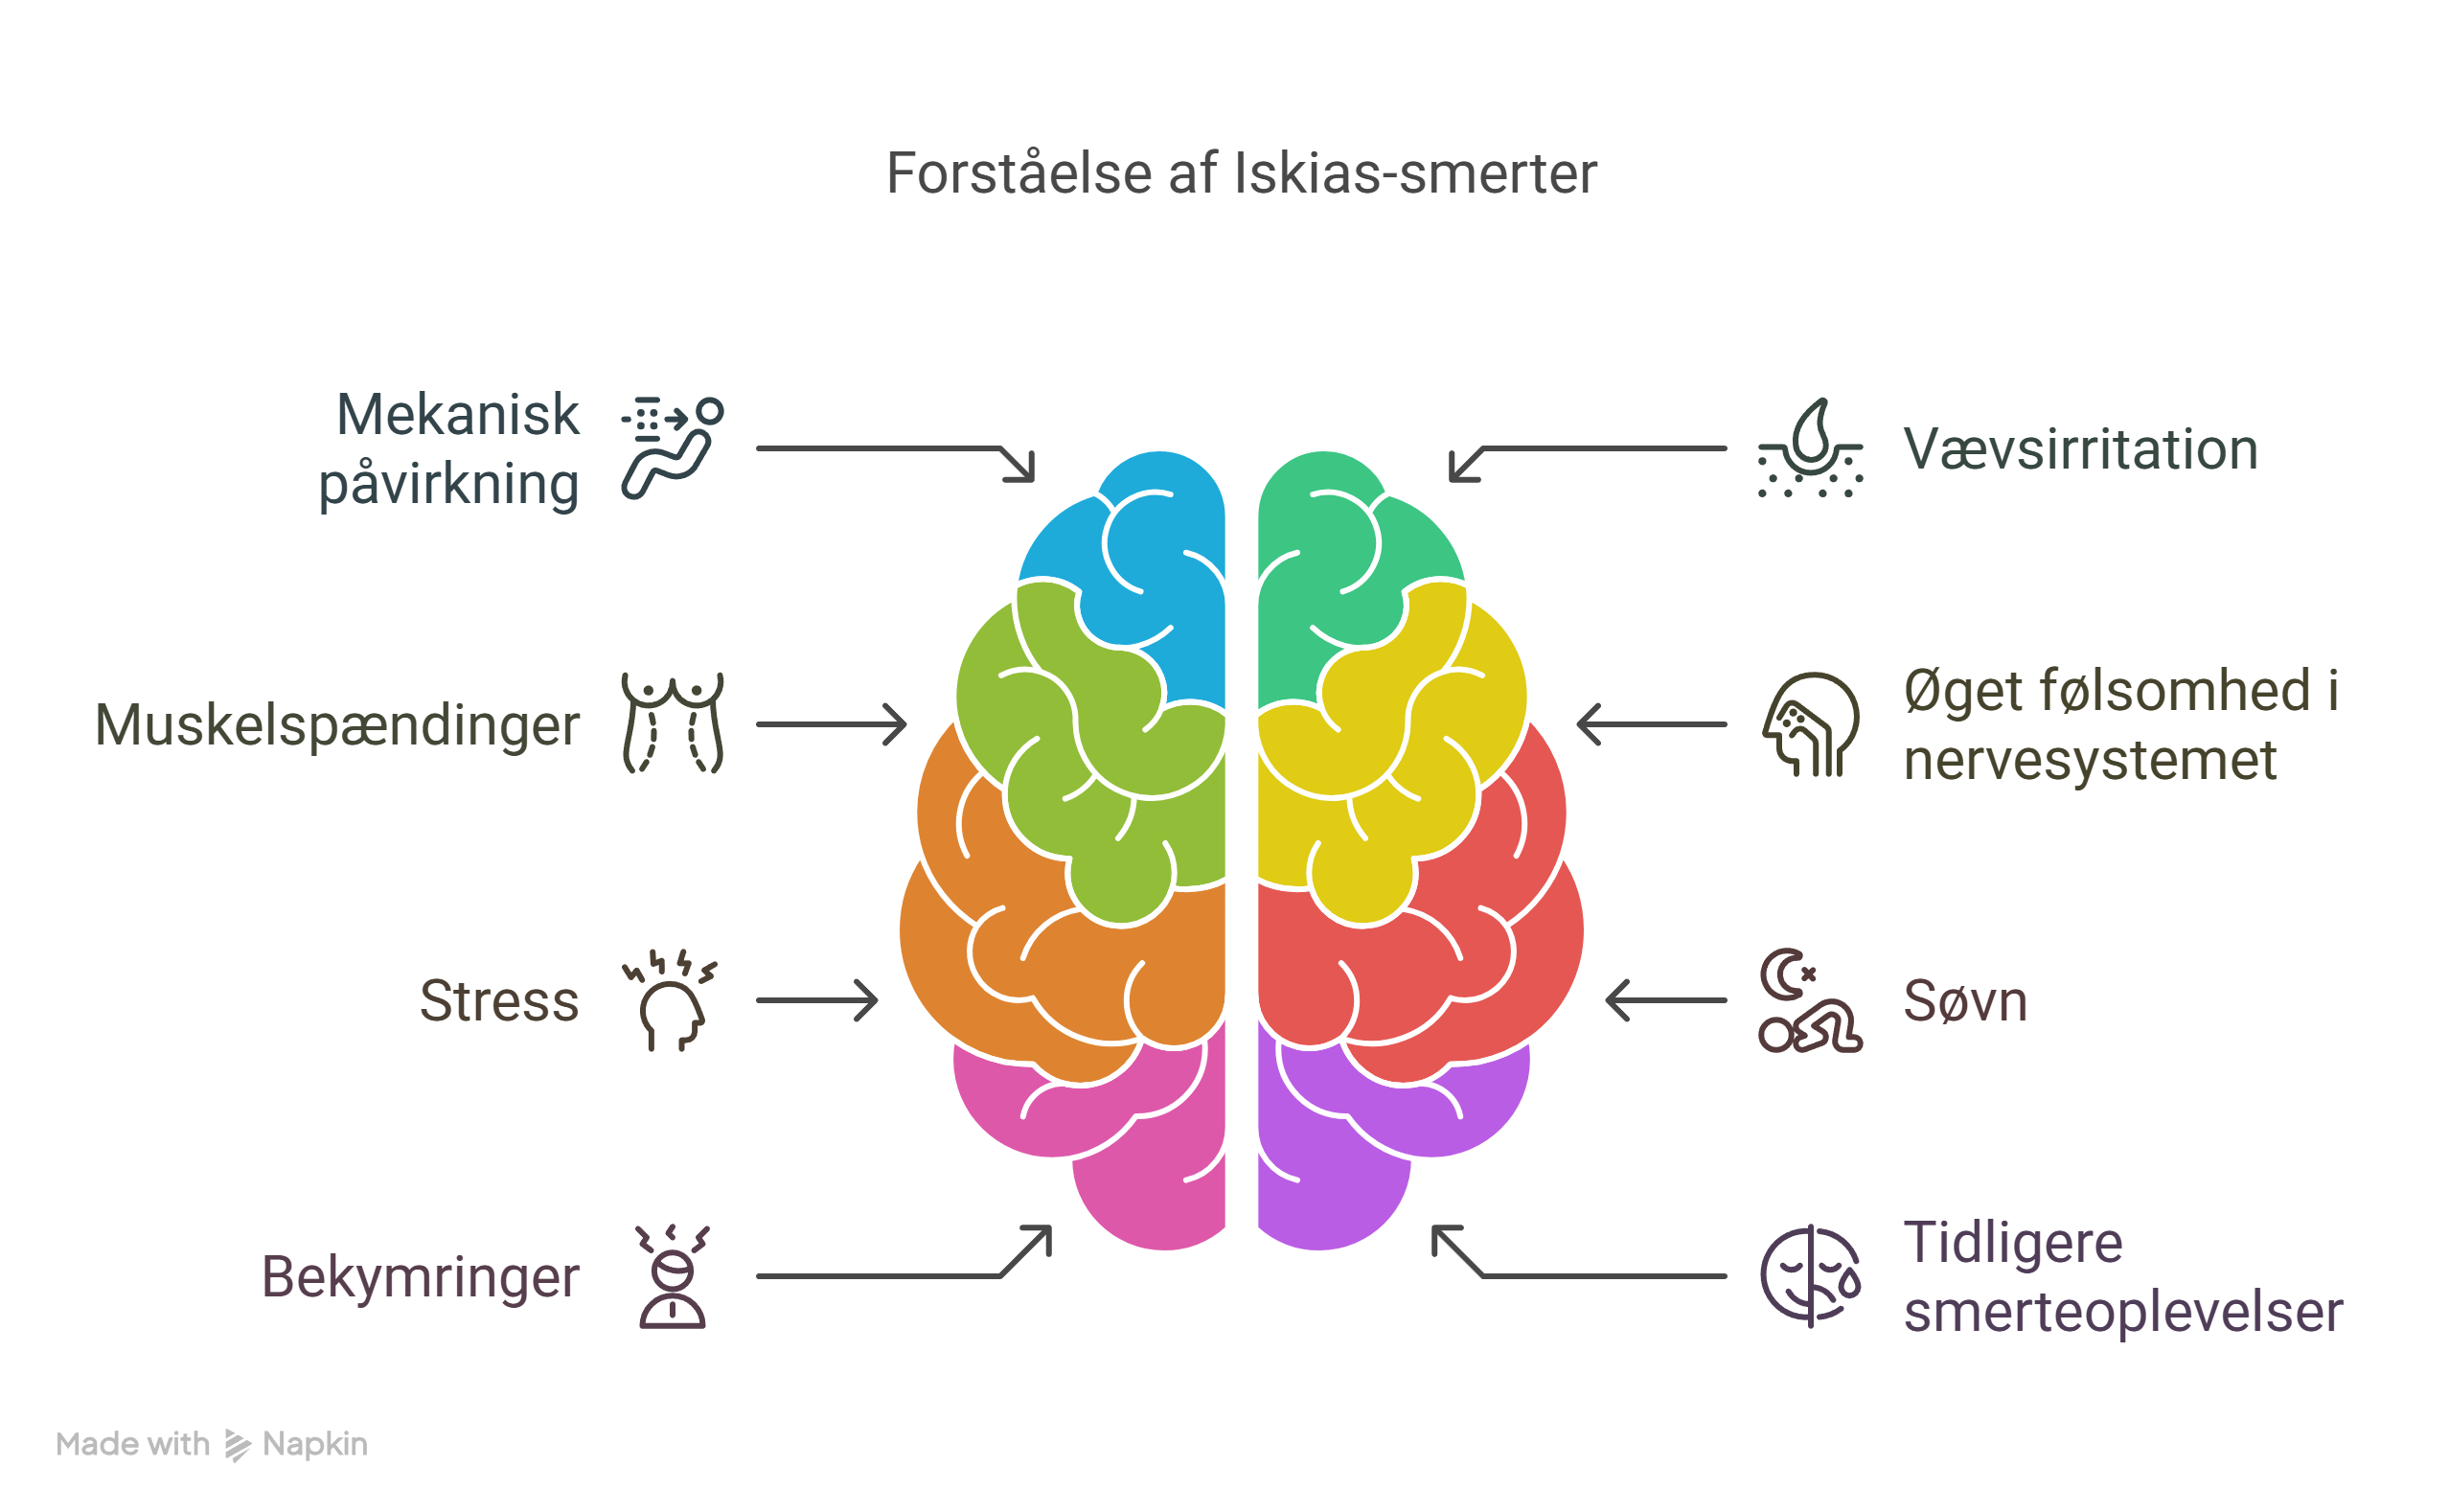 Forståelse af Iskias-smerter
Mekanisk
påvirkning
Vævsirritation
Muskelspændinger
Øget følsomhed i
nervesystemet
Stress
Søvn
Bekymringer
Tidligere
smerteoplevelser
Made with Napkin